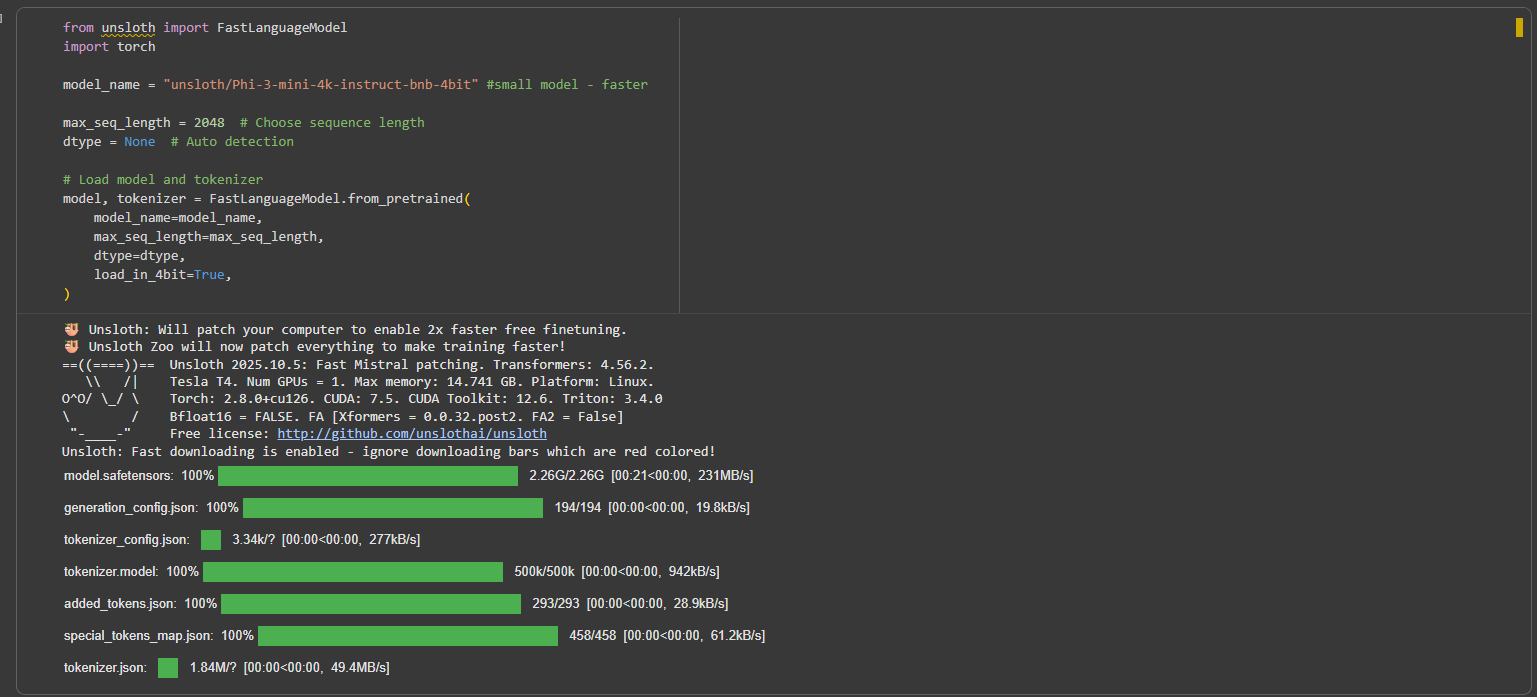 from unsloth import FastLanguageModel
import torch
model_name = "unsloth/Phi-3-mini-4k-instruct-bnb-4bit" #small model - faster
max_seq_length = 2048  # Choose sequence length
dtype = None  # Auto detection
# Load model and tokenizer
model, tokenizer = FastLanguageModel.from_pretrained(
    model_name=model_name,
    max_seq_length=max_seq_length,
    dtype=dtype,
    load_in_4bit=True,
)
🦥 Unsloth: Will patch your computer to enable 2x faster free finetuning.
🦥 Unsloth Zoo will now patch everything to make training faster!
==((====))==  Unsloth 2025.10.5: Fast Mistral patching. Transformers: 4.56.2.
   \\   /|    Tesla T4. Num GPUs = 1. Max memory: 14.741 GB. Platform: Linux.
O^O/ \_/ \    Torch: 2.8.0+cu126. CUDA: 7.5. CUDA Toolkit: 12.6. Triton: 3.4.0
\        /    Bfloat16 = FALSE. FA [Xformers = 0.0.32.post2. FA2 = False]
 "-____-"     Free license: http://github.com/unslothai/unsloth
Unsloth: Fast downloading is enabled - ignore downloading bars which are red colored!
model.safetensors: 100% 2.26G/2.26G [00:21<00:00, 231MB/s]
generation_config.json: 100% 194/194 [00:00<00:00, 19.8kB/s]
tokenizer_config.json: 3.34k/? [00:00<00:00, 277kB/s]
tokenizer.model: 100% 500k/500k [00:00<00:00, 942kB/s]
added_tokens.json: 100% 293/293 [00:00<00:00, 28.9kB/s]
special_tokens_map.json: 100% 458/458 [00:00<00:00, 61.2kB/s]
tokenizer.json: 1.84M/? [00:00<00:00, 49.4MB/s]